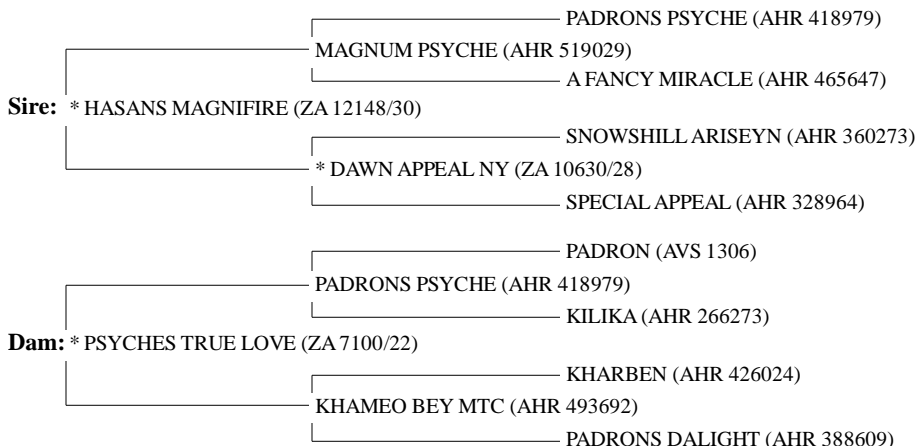 PADRONS PSYCHE (AHR 418979)
MAGNUM PSYCHE (AHR 519029)
A FANCY MIRACLE (AHR 465647)
Sire: * HASANS MAGNIFIRE (ZA 12148/30)
SNOWSHILL ARISEYN (AHR 360273)
* DAWN APPEAL NY (ZA 10630/28)
SPECIAL APPEAL (AHR 328964)
PADRON (AVS 1306)
PADRONS PSYCHE (AHR 418979)
KILIKA (AHR 266273)
Dam: * PSYCHES TRUE LOVE (ZA 7100/22)
KHARBEN (AHR 426024)
KHAMEO BEY MTC (AHR 493692)
PADRONS DALIGHT (AHR 388609)